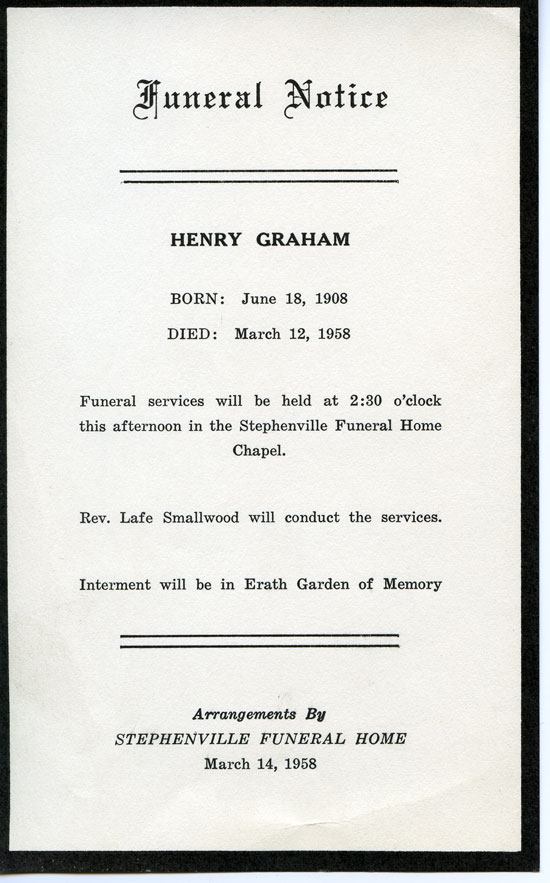 Funeral Notice
HENRY GRAHAM
BORN: June 18, 1908
DIED: March 12, 1958
Funeral services will be held at 2:30 o'clock
this afternoon in the Stephenville Funeral Home
Chapel.
Rev. Lafe Smallwood will conduct the services.
Interment will be in Erath Garden of Memory
Arrangements By
STEPHENVILLE FUNERAL HOME
March 14, 1958